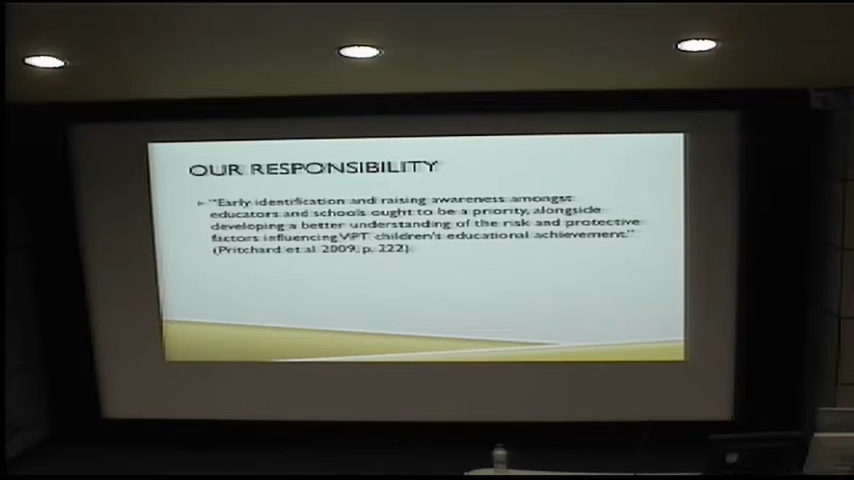 OUR RESPONSIBILITY
"Early identification and raising awareness amongst
educators and schools ought to be a priority, alongside
developing a better understanding of the risk and protective
factors influencing VPT children's educational achievement."
(Pritchard et al 2009, p. 322)